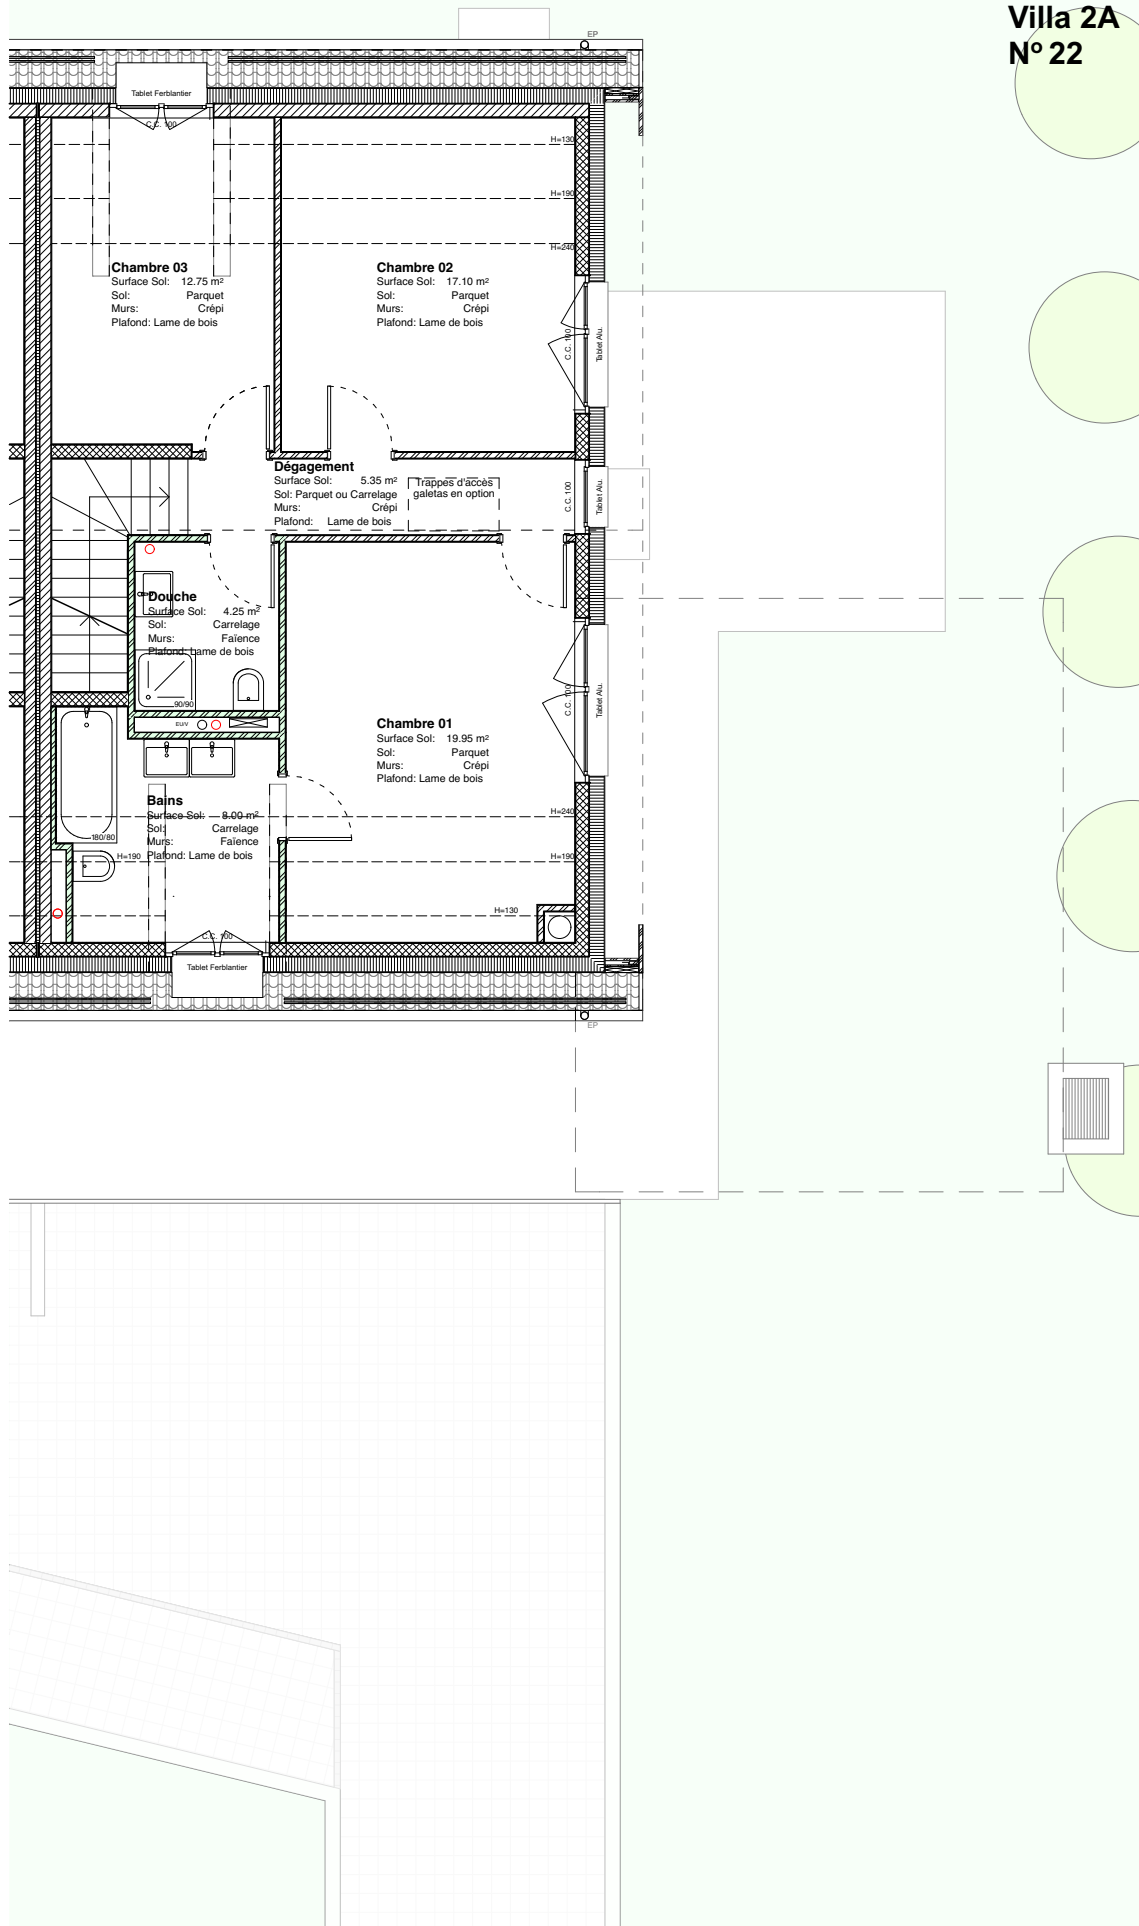 Villa 2A
Nº 22
EP
Tablet Ferblantier
C.C. 100
H=130
H=190
H=240
Chambre 03
Surface Sol: 12.75 m²
Sol: Parquet
Murs: Crépi
Plafond: Lame de bois
Chambre 02
Surface Sol: 17.10 m²
Sol: Parquet
Murs: Crépi
Plafond: Lame de bois
C.C. 100
Tablet Alu.
Dégagement
Surface Sol: 5.35 m²
Sol: Parquet ou Carrelage
Murs: Crépi
Plafond: Lame de bois
Trappes d'accès
galetas en option
C.C. 100
Tablet Alu.
Douche
Surface Sol: 4.25 m²
Sol: Carrelage
Murs: Faïence
Plafond: Lame de bois
90/90
EU/V
C.C. 100
Tablet Alu.
Chambre 01
Surface Sol: 19.95 m²
Sol: Parquet
Murs: Crépi
Plafond: Lame de bois
Bains
Surface Sol: 8.00 m²
Sol: Carrelage
Murs: Faïence
Plafond: Lame de bois
180/80
H=190
H=240
H=190
H=130
C.C. 100
Tablet Ferblantier
EP